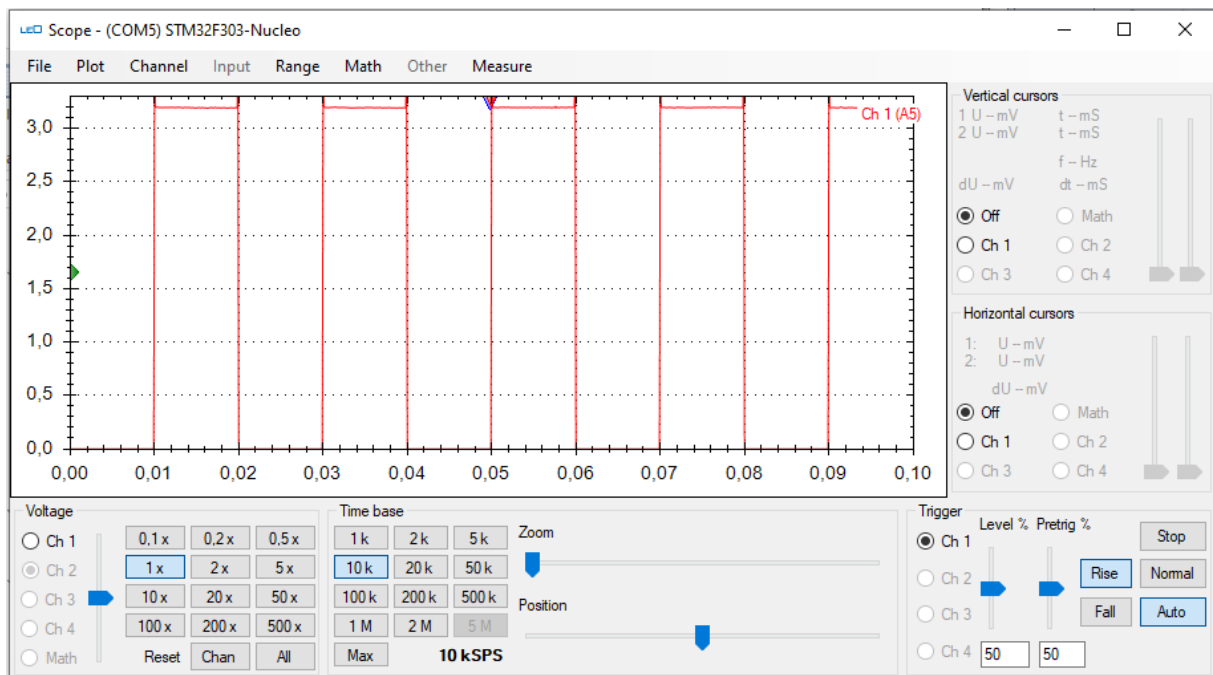 LEO Scope - (COM5) STM32F303-Nucleo
File Plot Channel Input Range Math Other Measure
Ch 1 (A5)
3,0
2,5
2,0
1,5
1,0
0,5
0,0
0,00 0,01 0,02 0,03 0,04 0,05 0,06 0,07 0,08 0,09 0,10
Vertical cursors
1 U -- mV t -- mS
2 U -- mV t -- mS
f -- Hz
dU -- mV dt -- mS
Off Math
Ch 1 Ch 2
Ch 3 Ch 4
Horizontal cursors
1: U -- mV
2: U -- mV
dU -- mV
Off Math
Ch 1 Ch 2
Ch 3 Ch 4
Voltage
Ch 1 0,1 x 0,2 x 0,5 x
Ch 2 1 x 2 x 5 x
Ch 3 10 x 20 x 50 x
Ch 4 100 x 200 x 500 x
Math Reset Chan All
Time base
1 k 2 k 5 k
10 k 20 k 50 k
100 k 200 k 500 k
1 M 2 M 5 M
Max 10 kSPS
Zoom
Position
Trigger
Level % Pretrig %
Ch 1 Stop
Ch 2 Rise Normal
Ch 3 Fall Auto
Ch 4 50 50